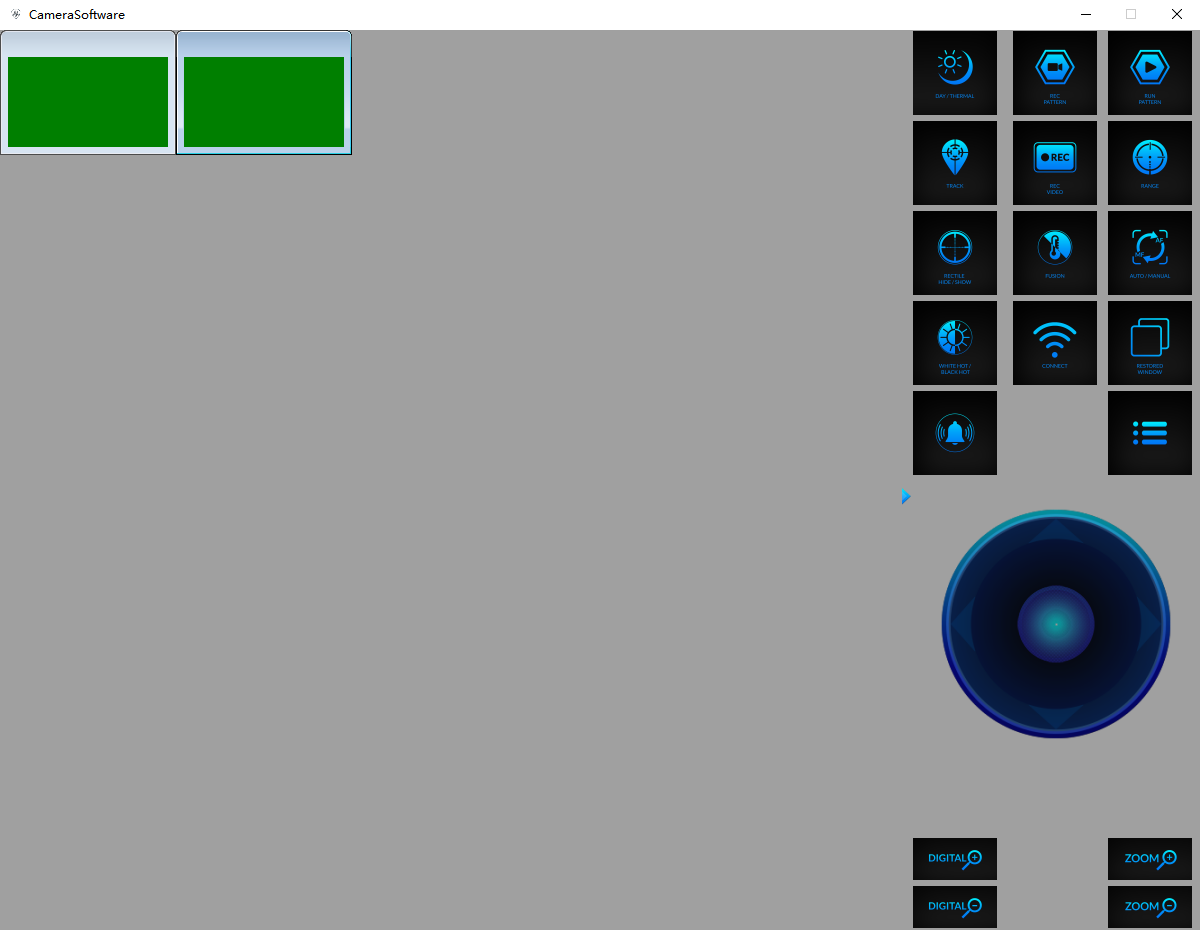 CameraSoftware
DAY / THERMAL
REC
PATTERN
RUN
PATTERN
TRACK
REC
REC
VIDEO
RANGE
RECTILE
HIDE / SHOW
FUSION
AF
MF
AUTO / MANUAL
WHITE HOT /
BLACK HOT
CONNECT
RESTORED
WINDOW
DIGITAL
ZOOM
DIGITAL
ZOOM